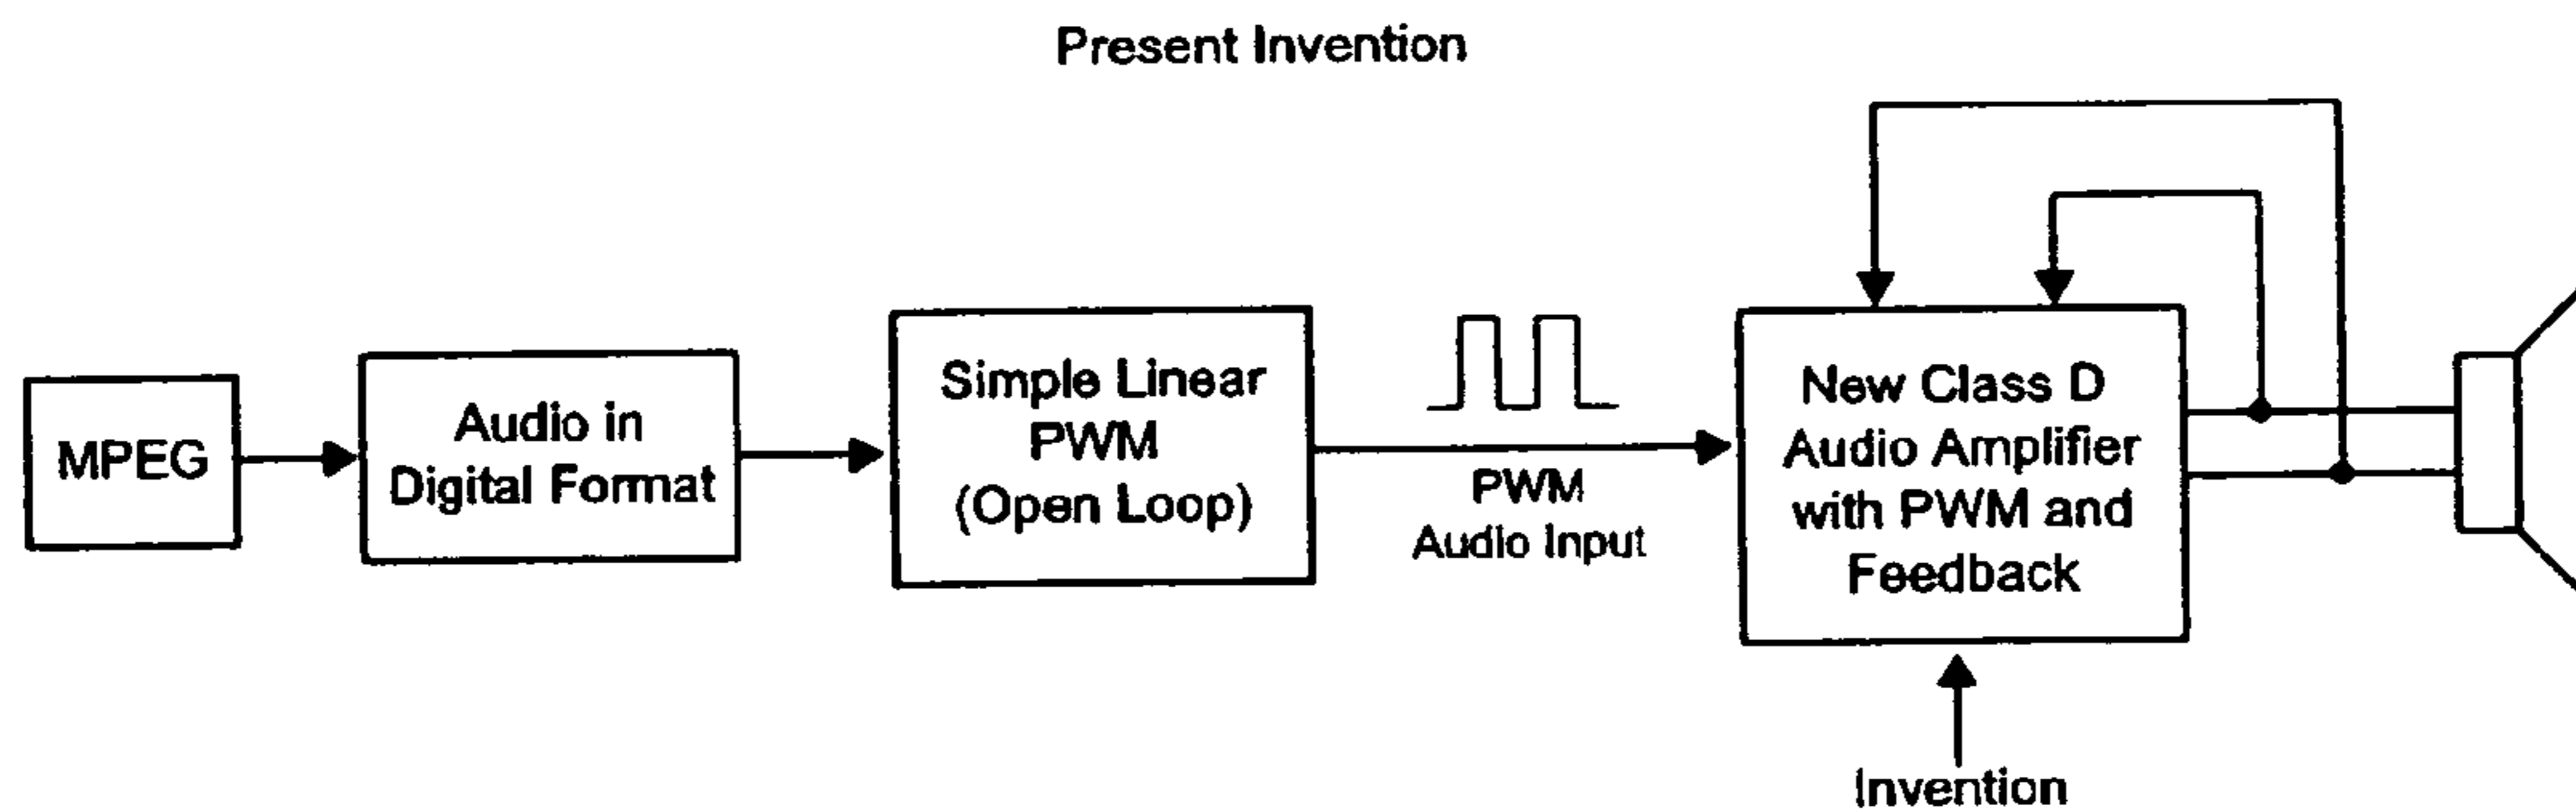 Present Invention
MPEG
Audio in
Digital Format
Simple Linear
PWM
(Open Loop)
PWM
Audio Input
New Class D
Audio Amplifier
with PWM and
Feedback
Invention